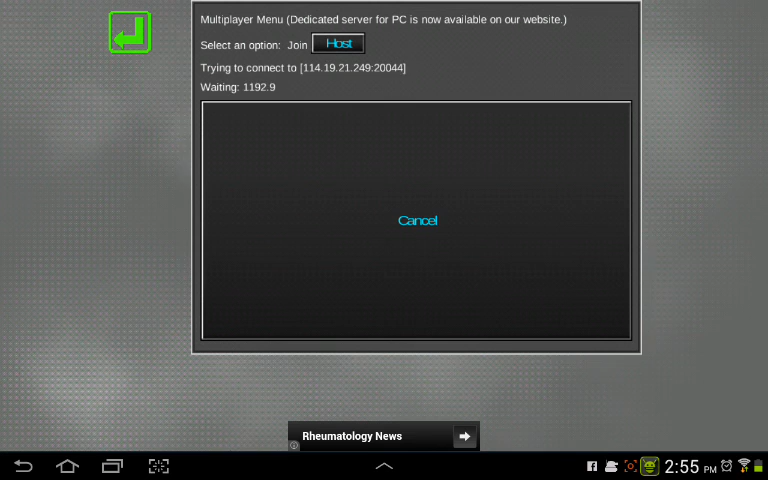 Multiplayer Menu (Dedicated server for PC is now available on our website.)
Select an option: Join Host
Trying to connect to [114.19.21.249:20044]
Waiting: 1192.9
Cancel
Rheumatology News
2:55 PM